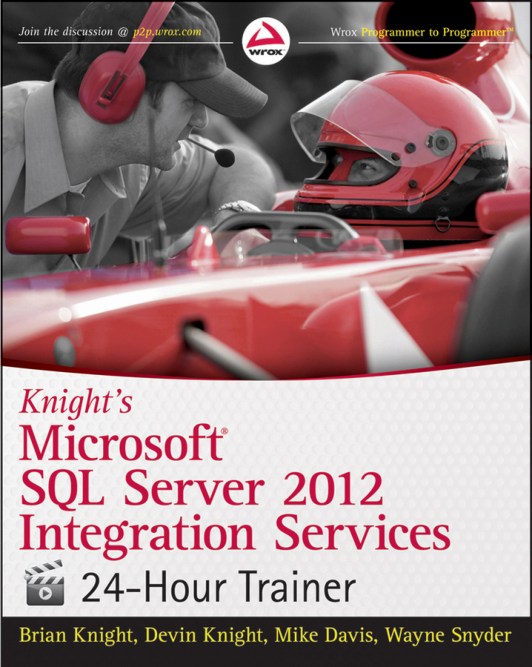 Join the discussion @ p2p.wrox.com
wrox™
Wrox Programmer to Programmer™
Knight's
Microsoft®
SQL Server 2012
Integration Services
24-Hour Trainer
Brian Knight, Devin Knight, Mike Davis, Wayne Snyder